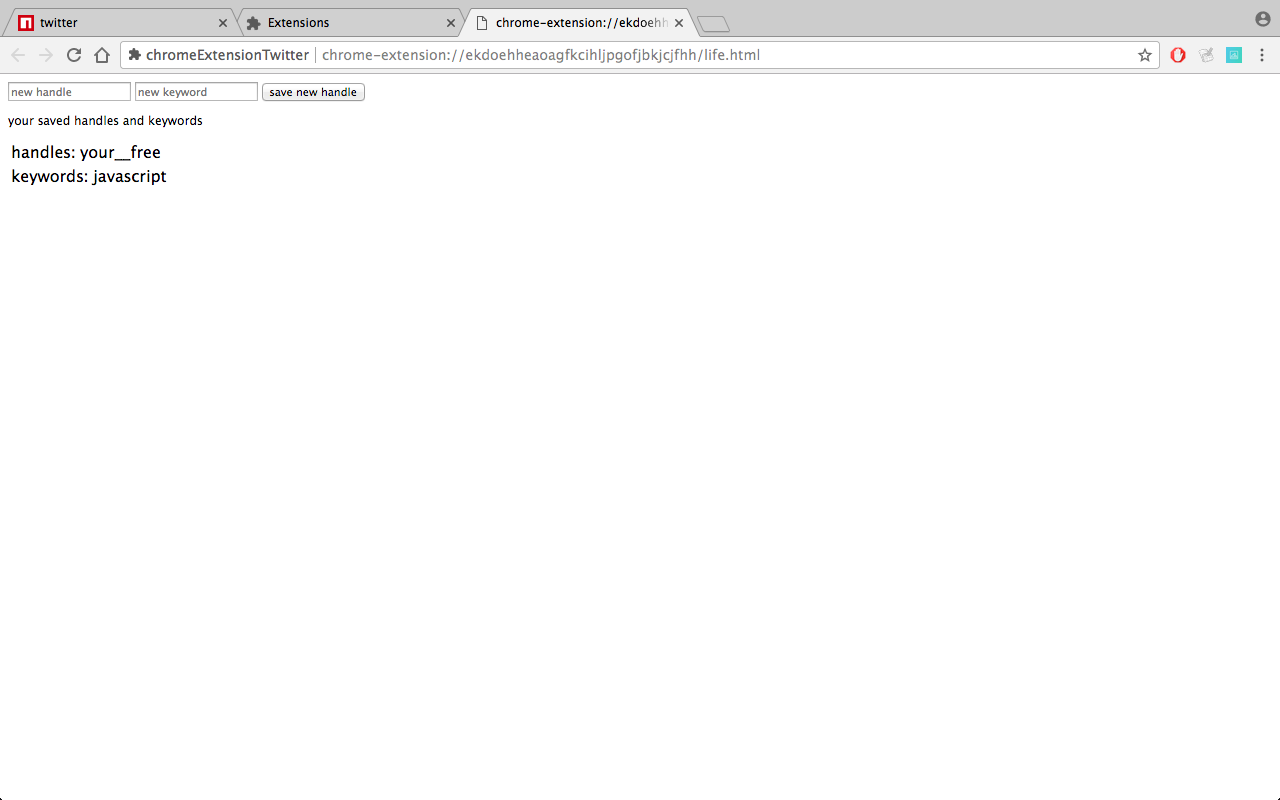 twitter
Extensions
chrome-extension://ekdoehh
chromeExtensionTwitter chrome-extension://ekdoehheaoagfkcihljpgofjbkjcjfhh/life.html
new handle new keyword save new handle
your saved handles and keywords
handles: your__free
keywords: javascript